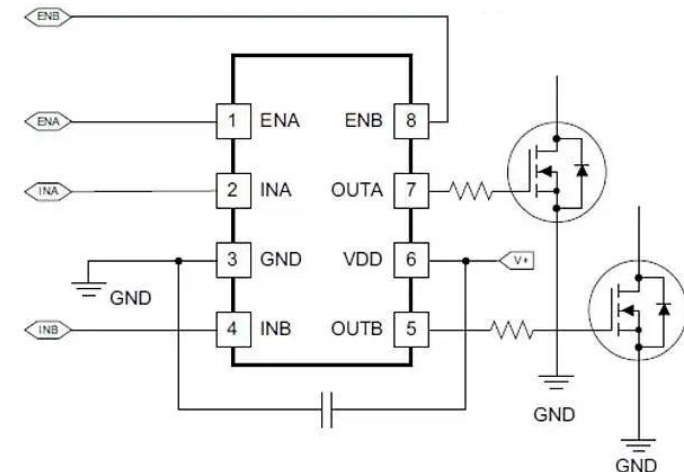 ENB
ENA
1 ENA ENB 8
INA
2 INA OUTA 7
3 GND VDD 6
V+
GND
INB
4 INB OUTB 5
GND
GND